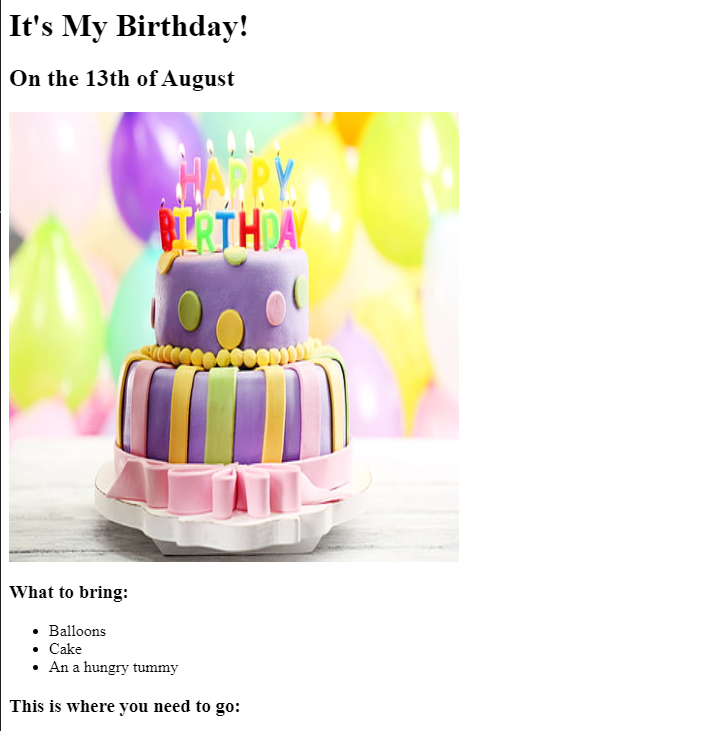 It's My Birthday!
On the 13th of August
HAPPY
BIRTHDAY
What to bring:
Balloons
Cake
An a hungry tummy
This is where you need to go: